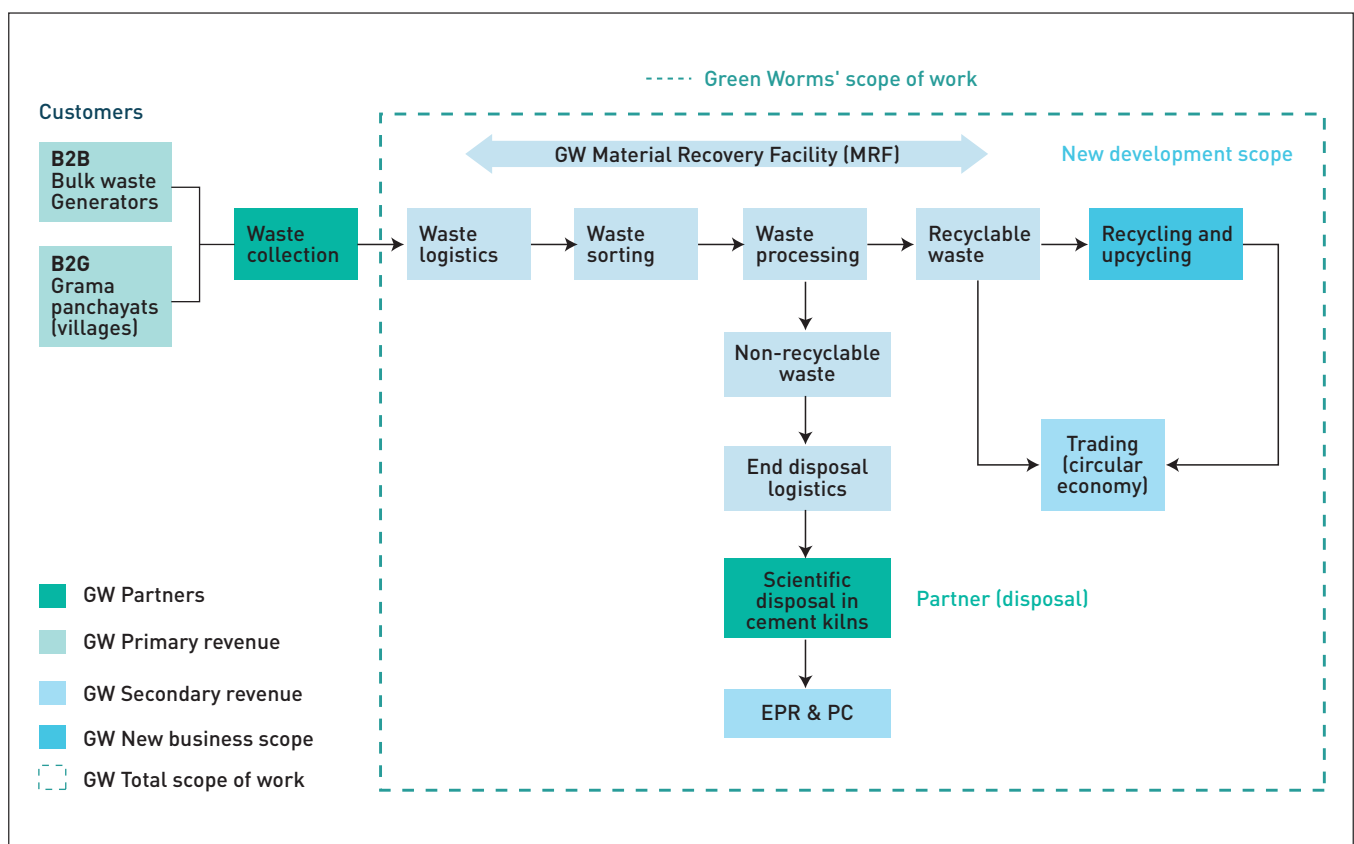 Green Worms' scope of work
Customers
B2B
Bulk waste
Generators
B2G
Grama
panchayats
(villages)
Waste
collection
GW Material Recovery Facility (MRF)
New development scope
Waste
logistics
Waste
sorting
Waste
processing
Recyclable
waste
Recycling and
upcycling
Non-recyclable
waste
End disposal
logistics
Trading
(circular
economy)
Scientific
disposal in
cement kilns
Partner (disposal)
EPR & PC
GW Partners
GW Primary revenue
GW Secondary revenue
GW New business scope
GW Total scope of work